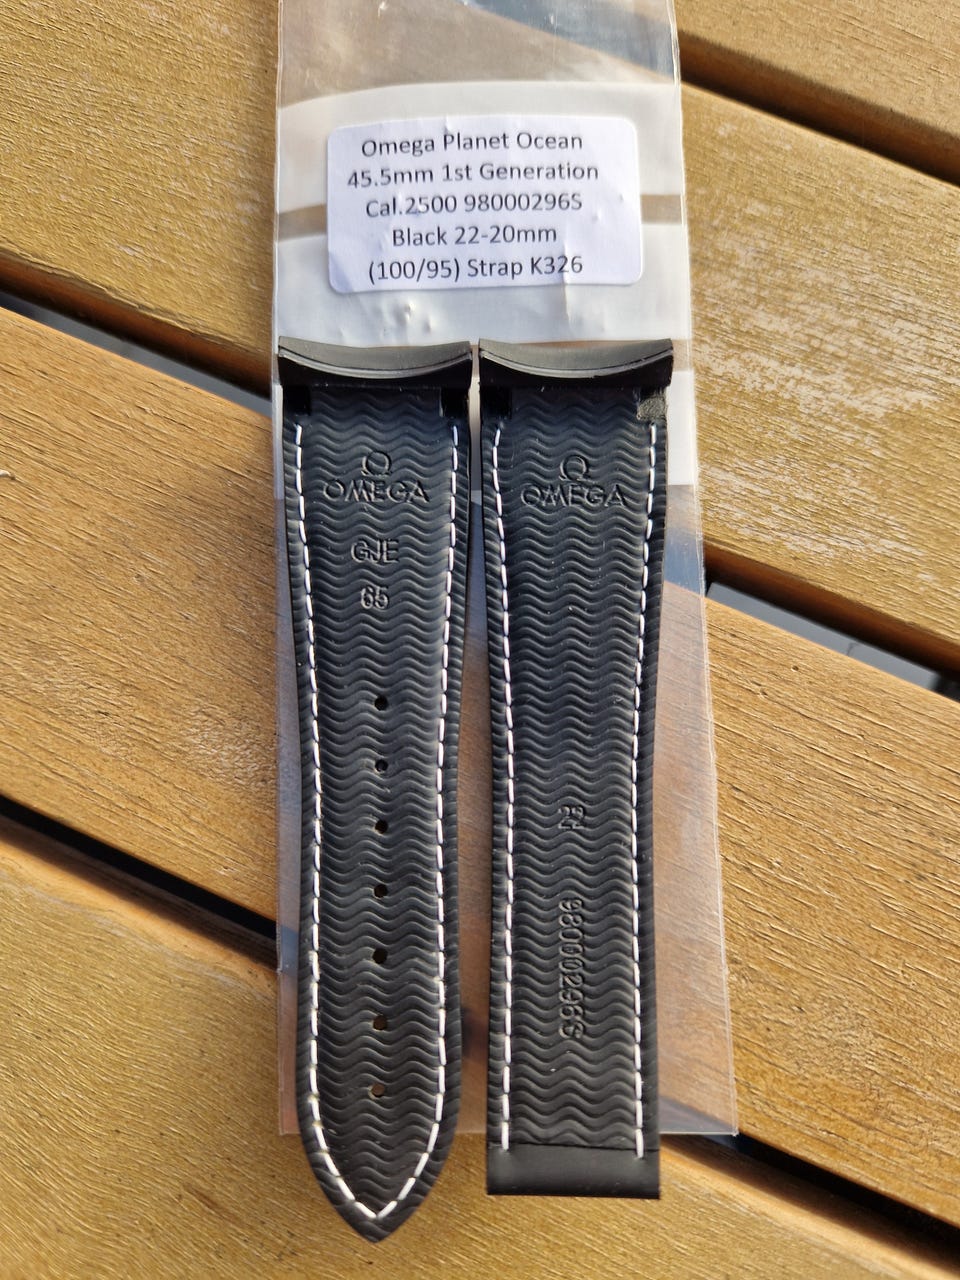 Omega Planet Ocean
45.5mm 1st Generation
Cal.2500 98000296S
Black 22-20mm
(100/95) Strap K326
Ω
OMEGA
GJE
65
Ω
OMEGA
22
98000296S